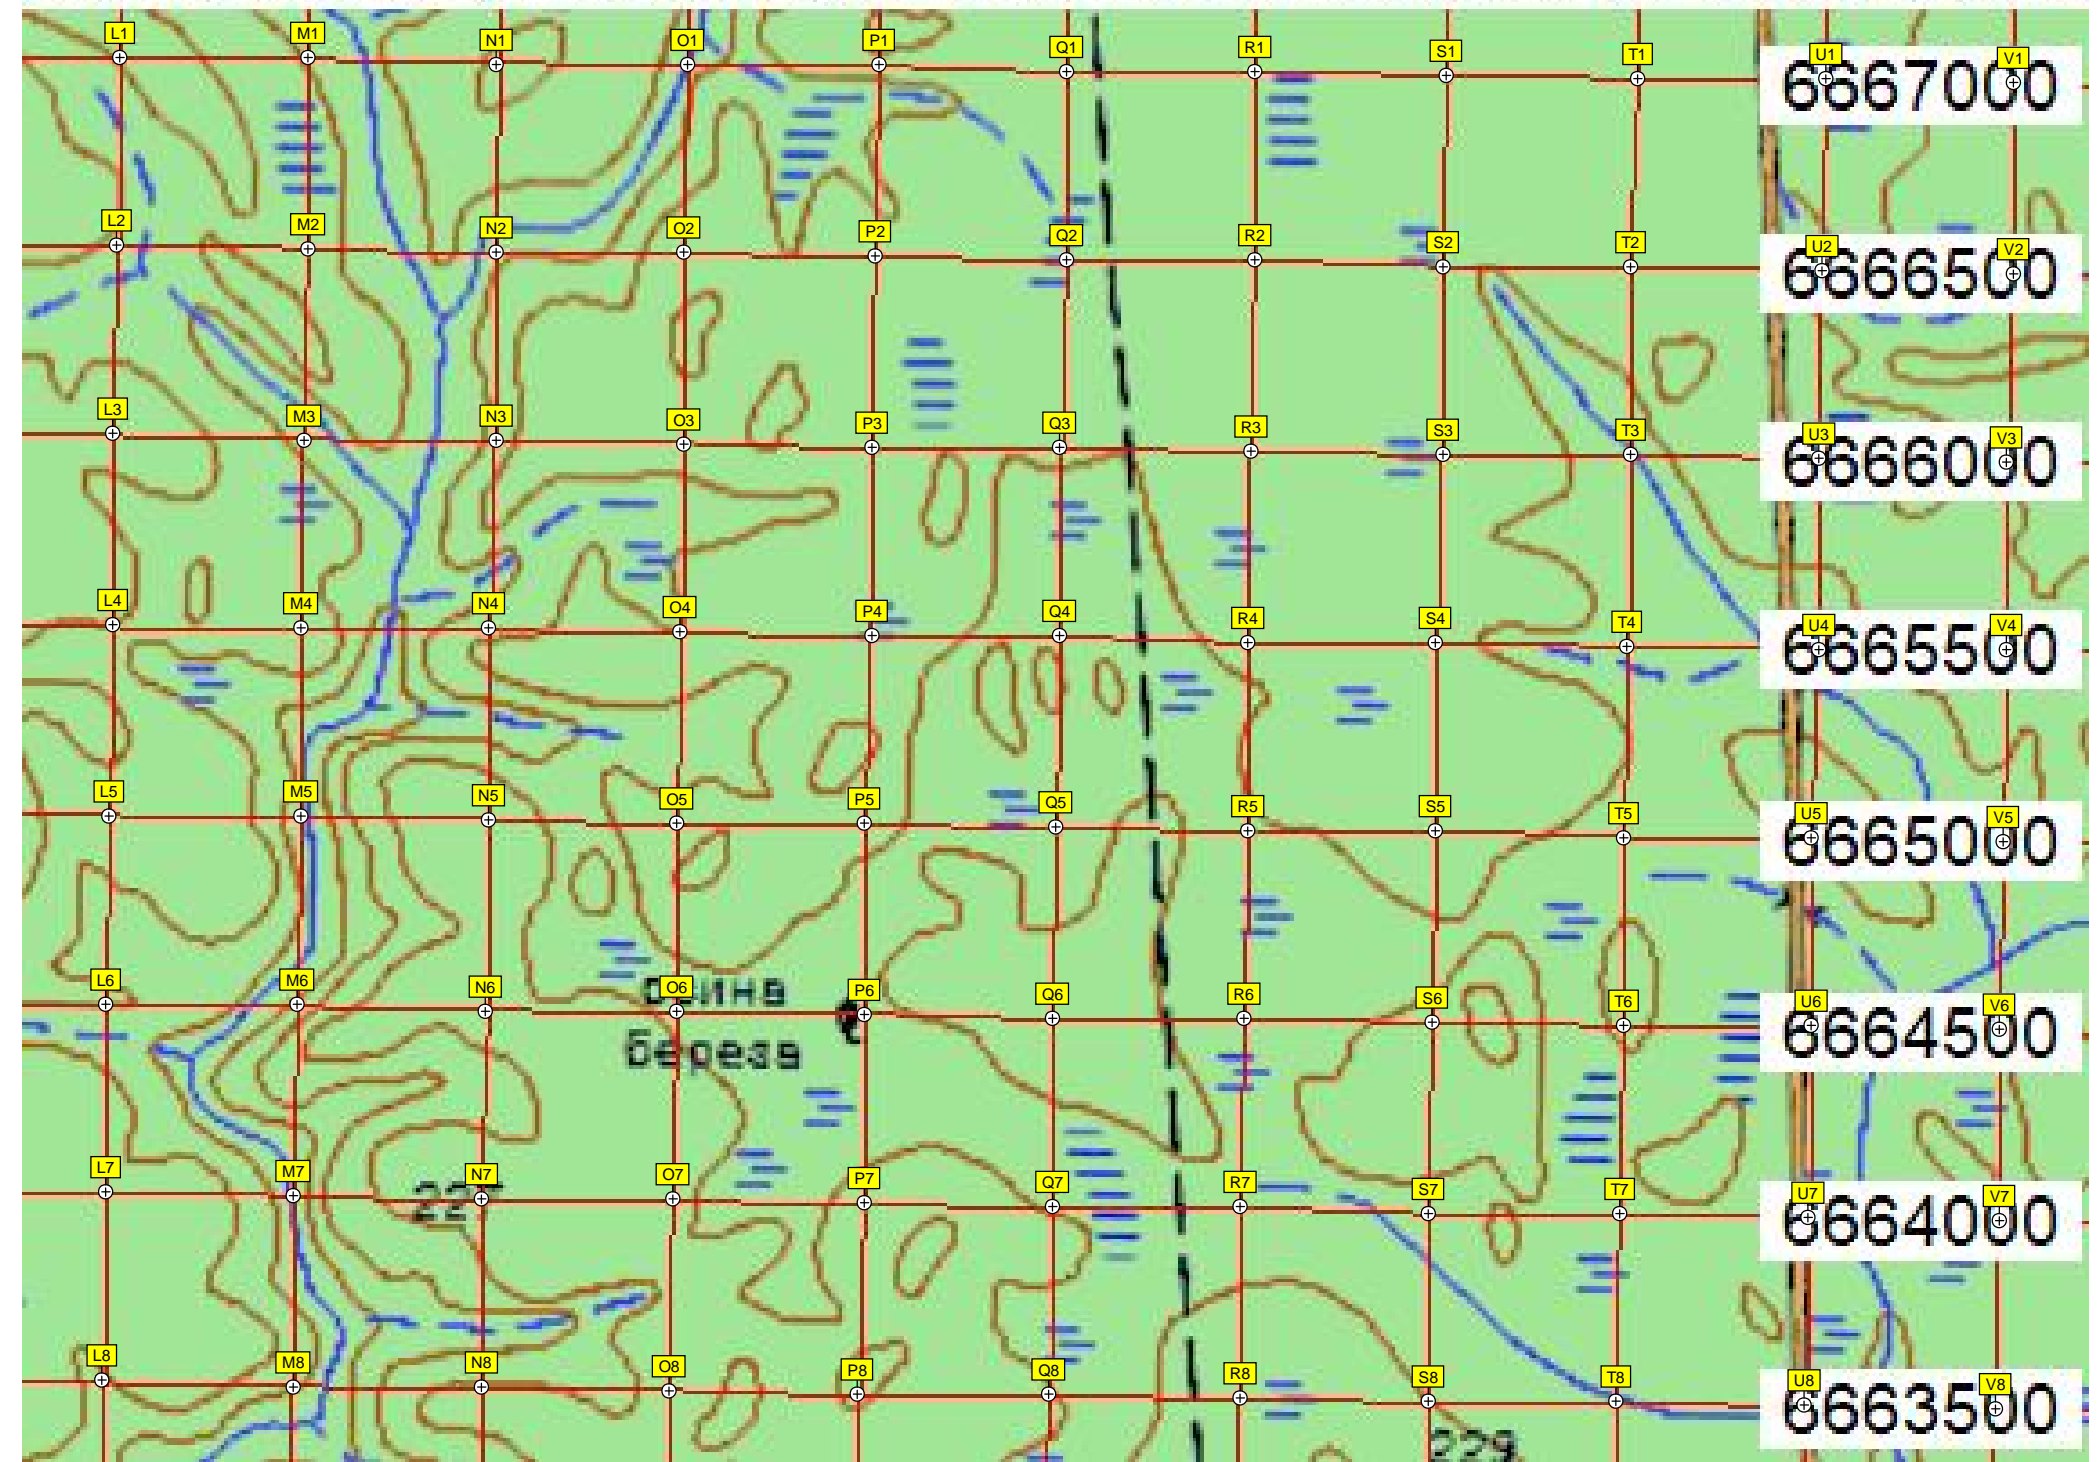 L1 M1 N1 O1 P1 Q1 R1 S1 T1 U1 V1
6667000
L2 M2 N2 O2 P2 Q2 R2 S2 T2 U2 V2
6666500
L3 M3 N3 O3 P3 Q3 R3 S3 T3 U3 V3
6666000
L4 M4 N4 O4 P4 Q4 R4 S4 T4 U4 V4
6665500
L5 M5 N5 O5 P5 Q5 R5 S5 T5 U5 V5
6665000
L6 M6 N6 O6 P6 Q6 R6 S6 T6 U6 V6
6664500
береза
L7 M7 N7 O7 P7 Q7 R7 S7 T7 U7 V7
6664000
L8 M8 N8 O8 P8 Q8 R8 S8 T8 U8 V8
6663500
229